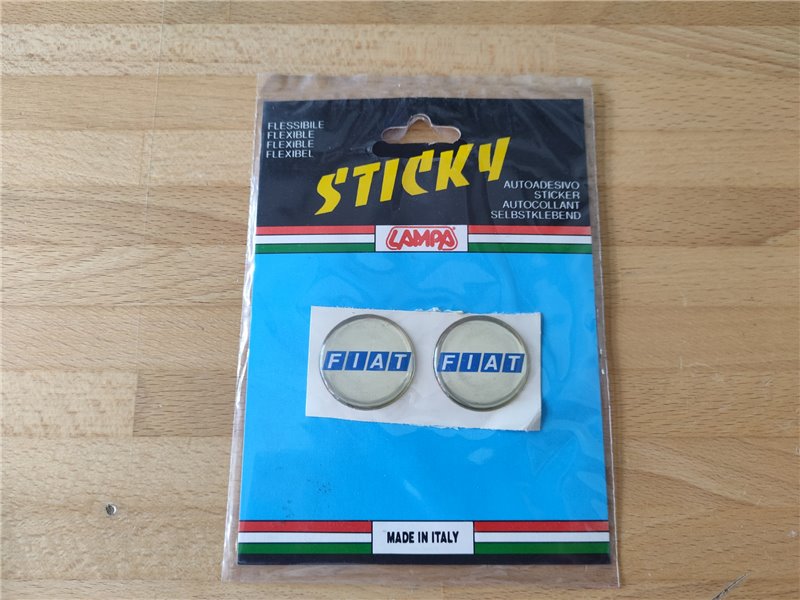 FLESSIBILE
FLEXIBLE
FLEXIBLE
FLEXIBEL
STICKY
AUTOADESIVO
STICKER
AUTOCOLLANT
SELBSTKLEBEND
LAMPA
FIAT FIAT
MADE IN ITALY